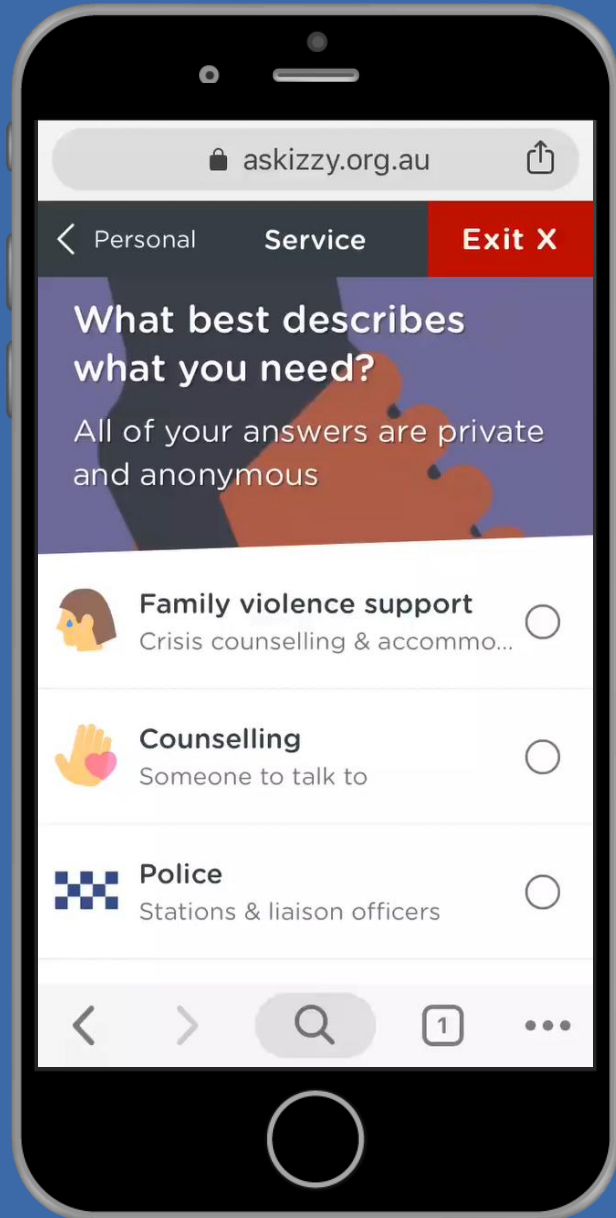 askizzy.org.au
Personal Service Exit X
What best describes
what you need?
All of your answers are private
and anonymous
Family violence support
Crisis counselling & accommo...
Counselling
Someone to talk to
Police
Stations & liaison officers
1